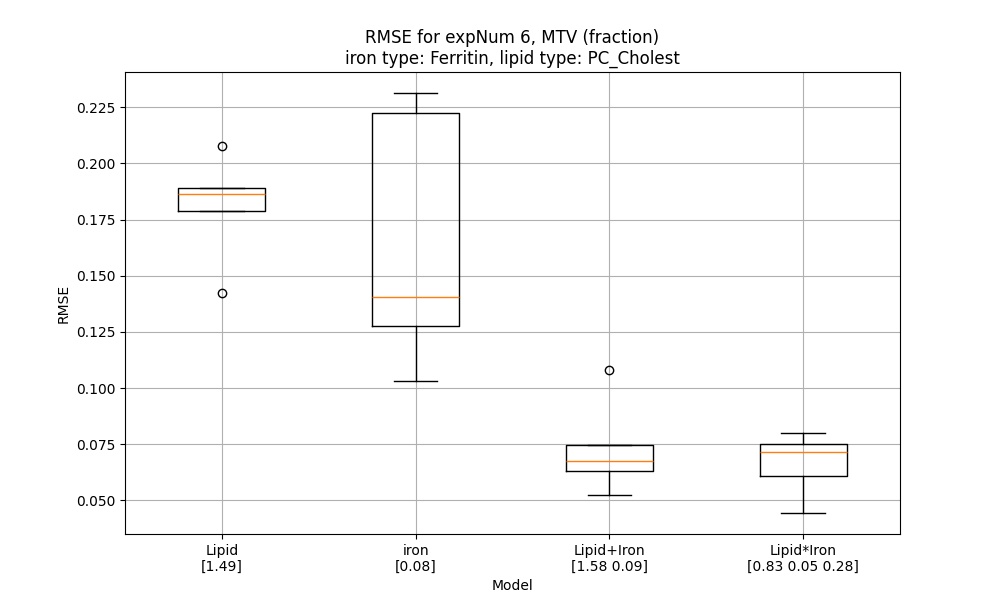 RMSE for expNum 6, MTV (fraction)
iron type: Ferritin, lipid type: PC_Cholest
RMSE
0.225
0.200
0.175
0.150
0.125
0.100
0.075
0.050
Lipid
[1.49]
iron
[0.08]
Lipid+Iron
[1.58 0.09]
Lipid*Iron
[0.83 0.05 0.28]
Model